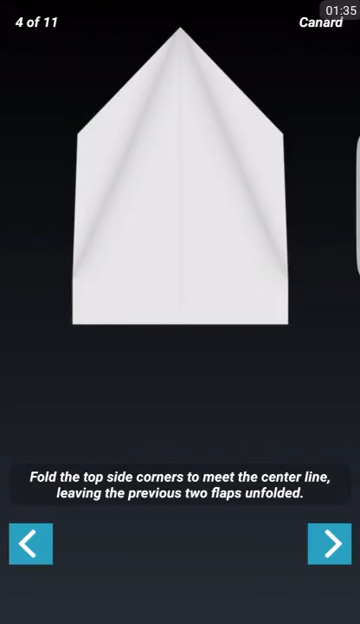 01:35
4 of 11
Canard
Fold the top side corners to meet the center line,
leaving the previous two flaps unfolded.